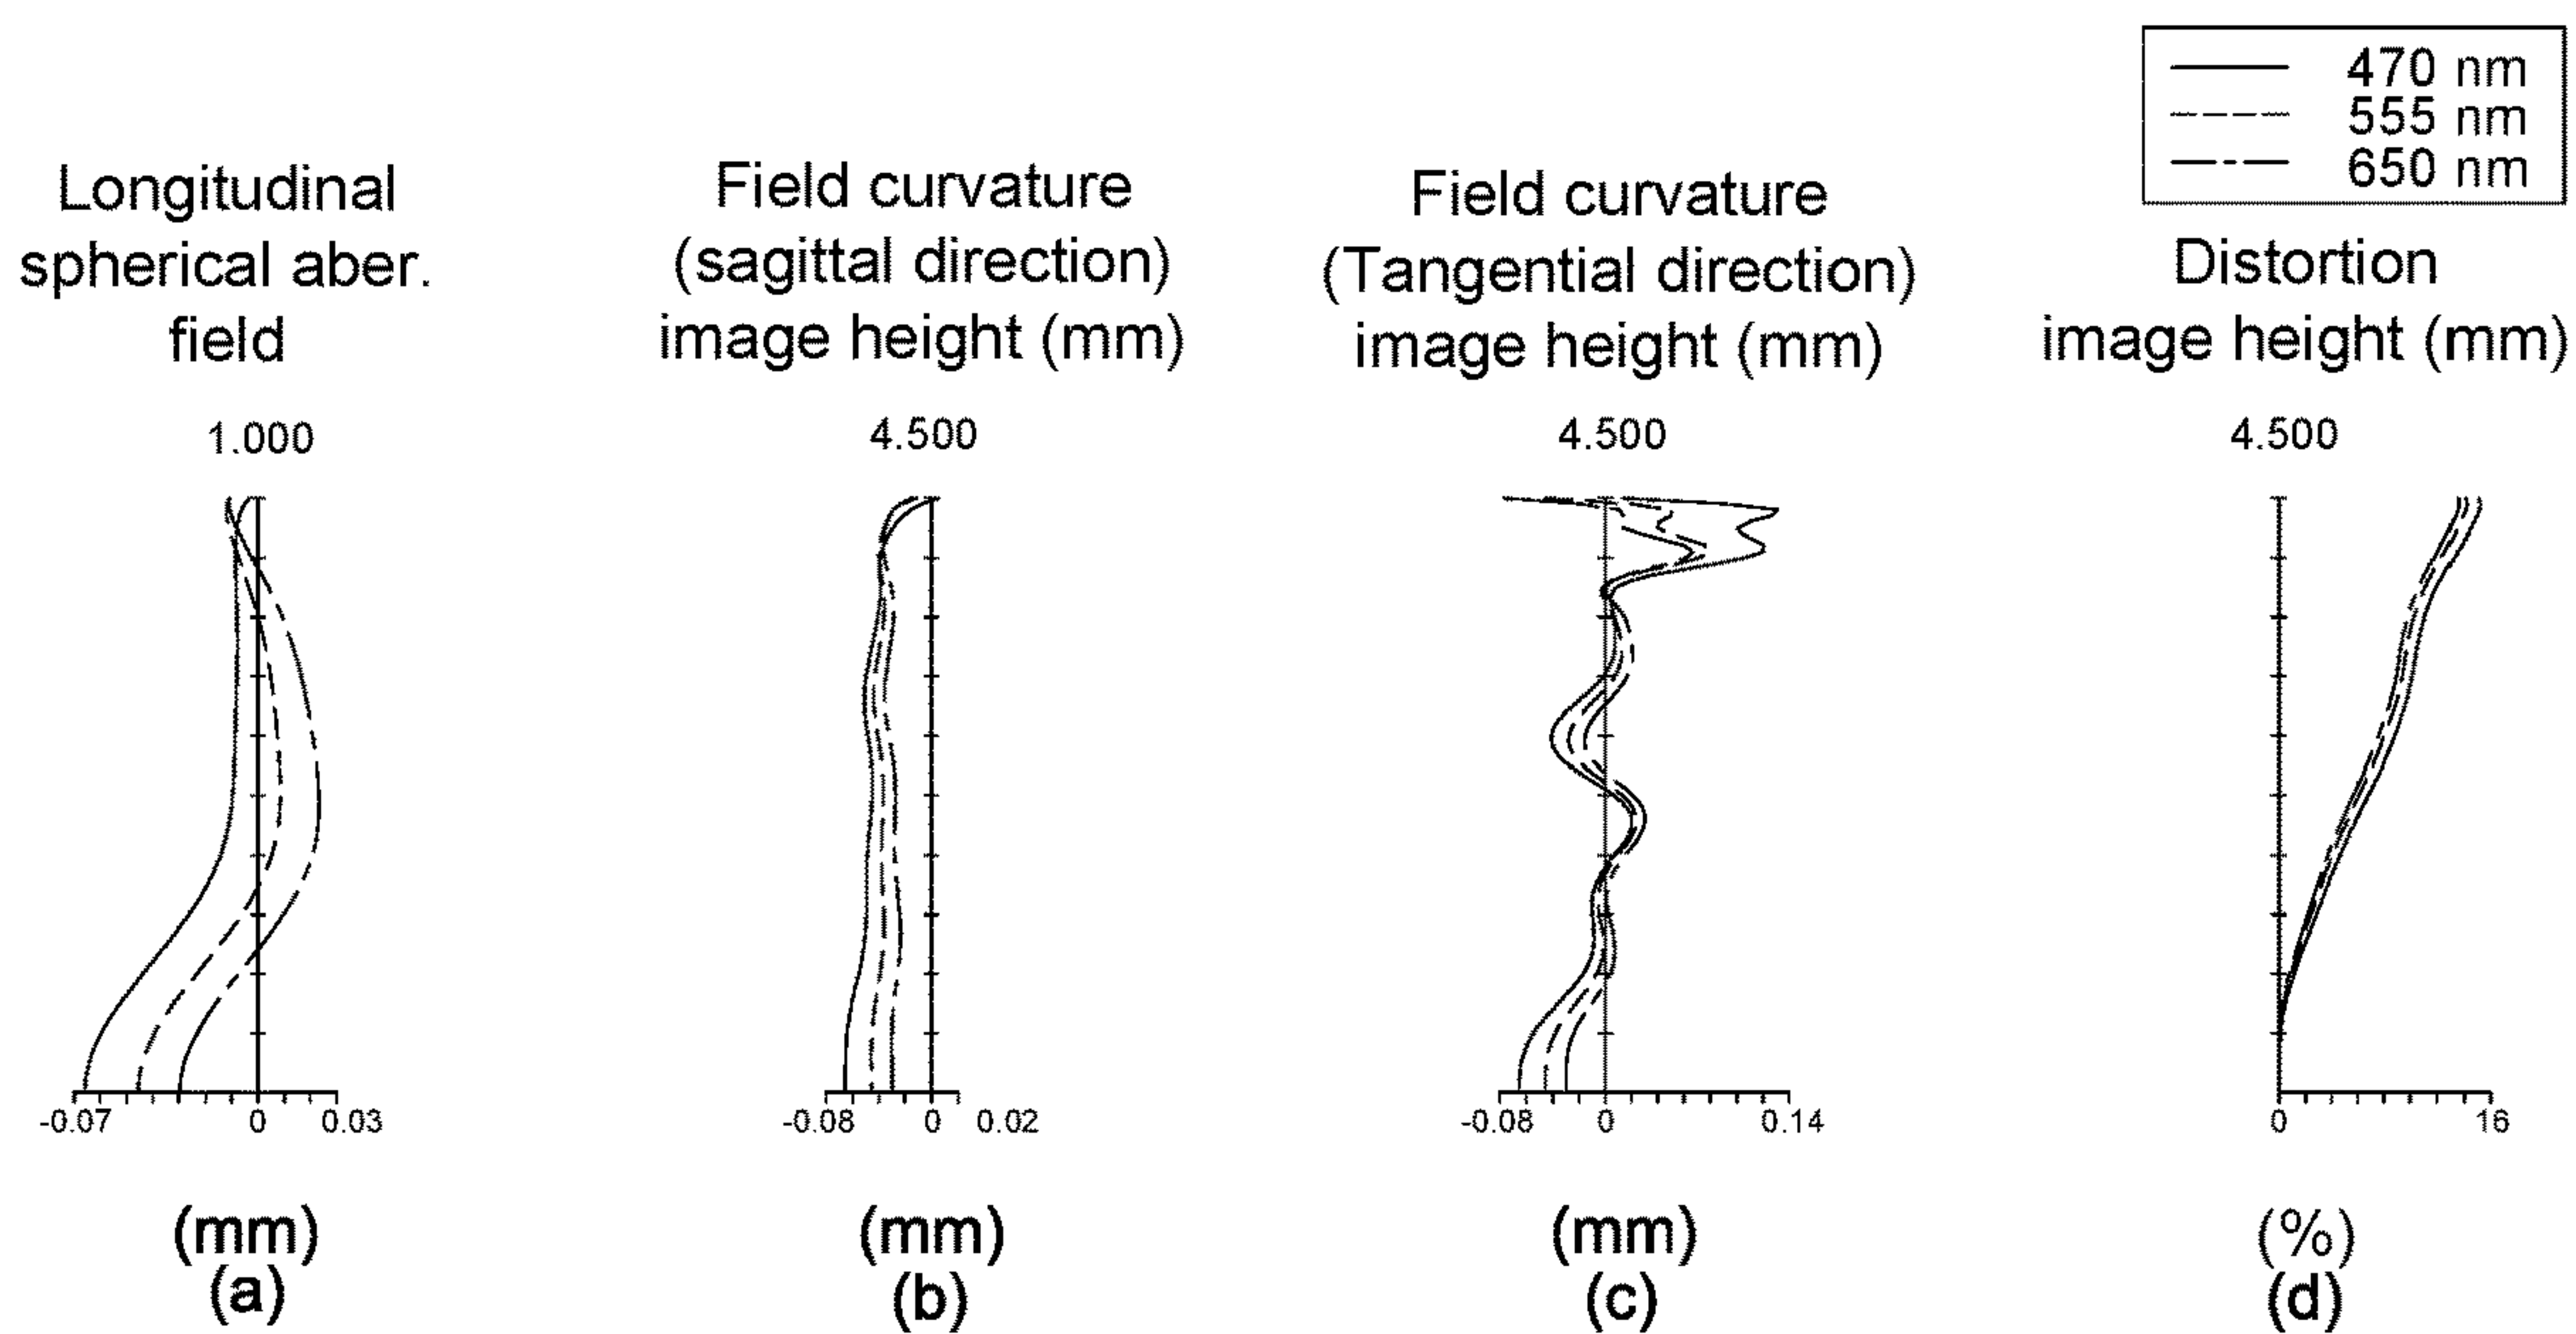 470 nm
555 nm
650 nm
Longitudinal
spherical aber.
field
1.000
-0.07 0 0.03
(mm)
(a)
Field curvature
(sagittal direction)
image height (mm)
4.500
-0.08 0 0.02
(mm)
(b)
Field curvature
(Tangential direction)
image height (mm)
4.500
-0.08 0 0.14
(mm)
(c)
Distortion
image height (mm)
4.500
0 16
(%)
(d)